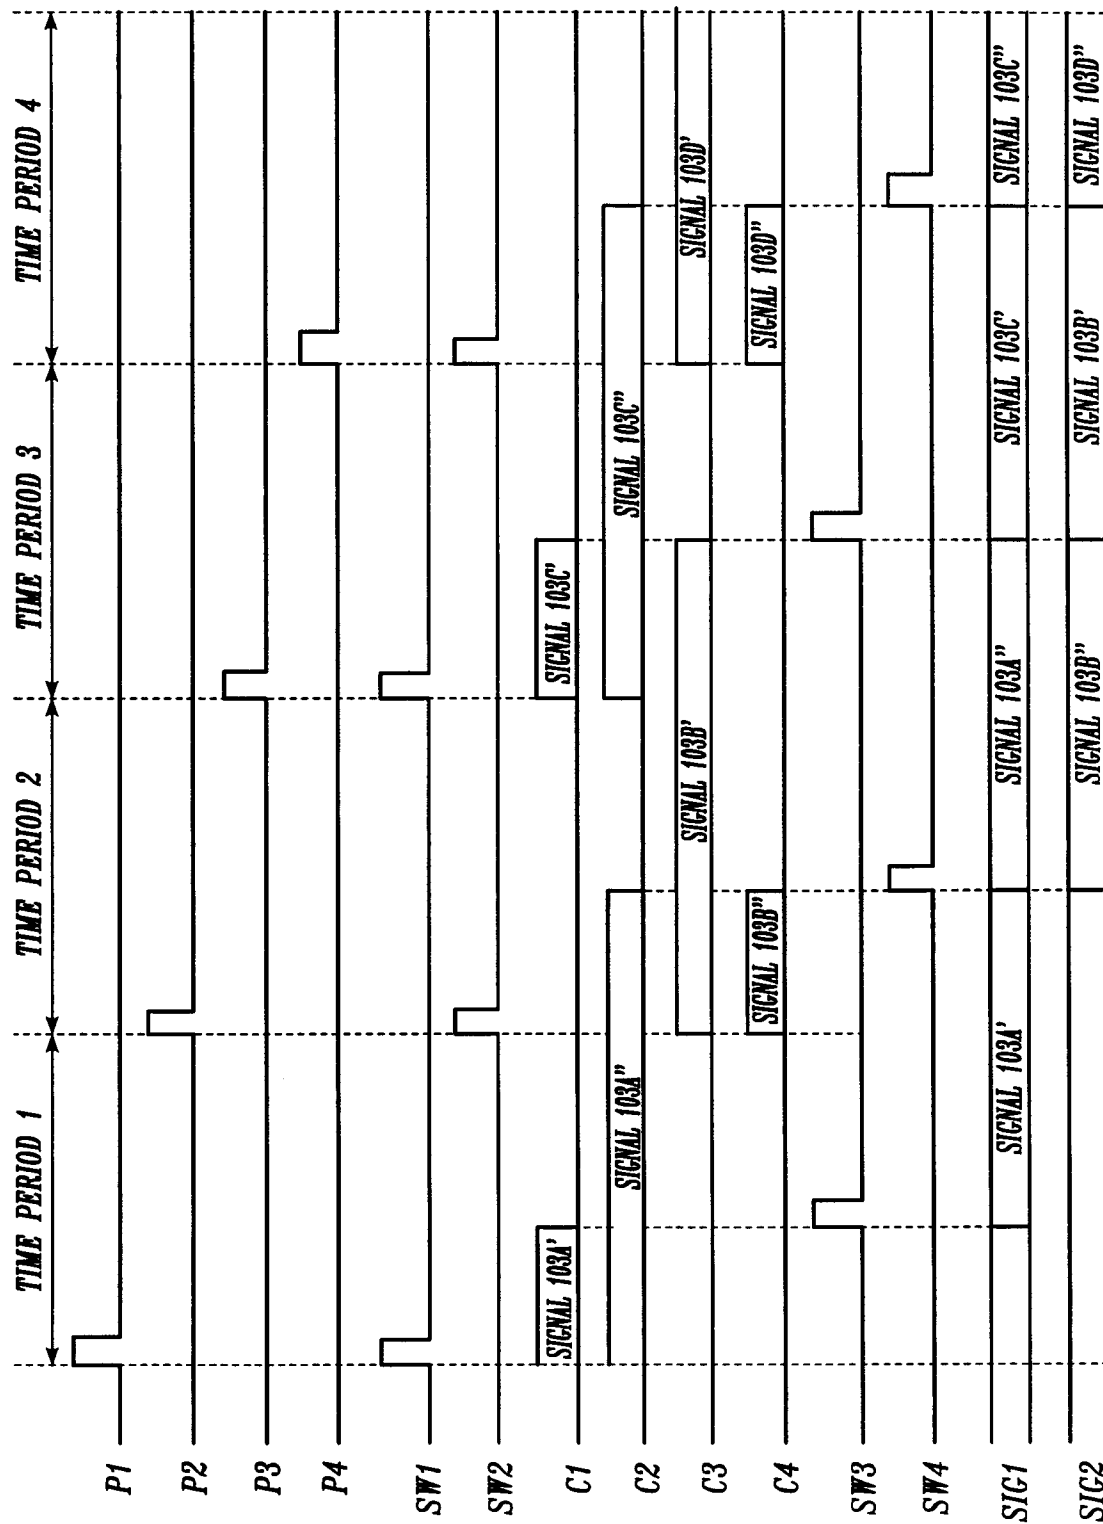 TIME PERIOD 1
TIME PERIOD 2
TIME PERIOD 3
TIME PERIOD 4
P1
P2
P3
P4
SW1
SW2
C1
SIGNAL 103A'
SIGNAL 103C'
C2
SIGNAL 103A"
SIGNAL 103C"
C3
SIGNAL 103B'
SIGNAL 103D'
C4
SIGNAL 103B"
SIGNAL 103D"
SW3
SW4
SIG1
SIGNAL 103A'
SIGNAL 103A"
SIGNAL 103C'
SIGNAL 103C"
SIG2
SIGNAL 103B"
SIGNAL 103B'
SIGNAL 103D"